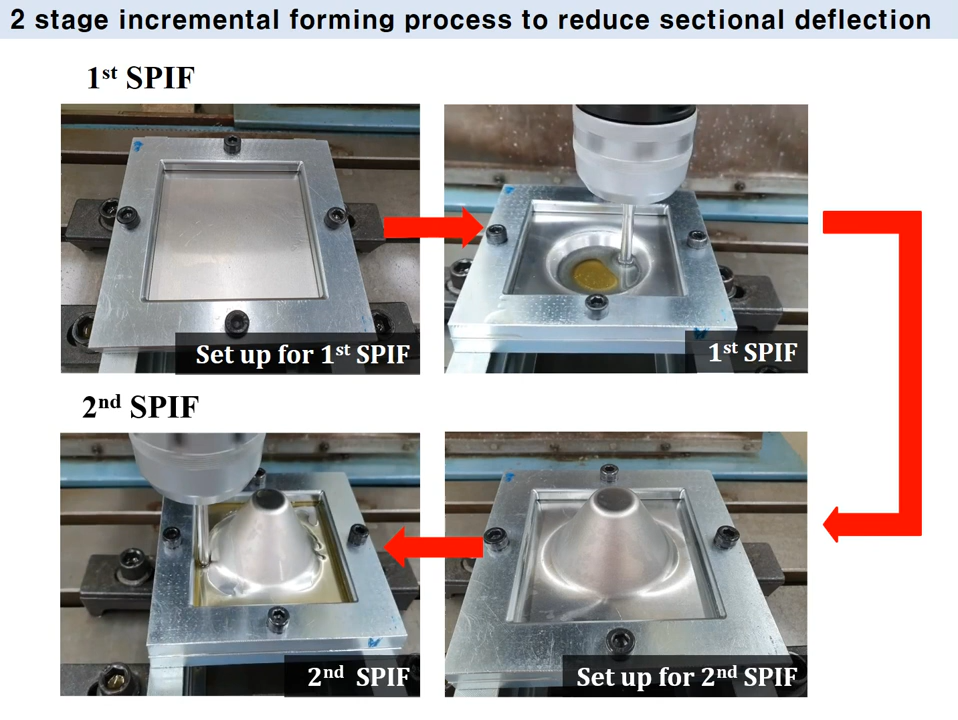 2 stage incremental forming process to reduce sectional deflection
1st SPIF
Set up for 1st SPIF
1st SPIF
2nd SPIF
2nd SPIF
Set up for 2nd SPIF